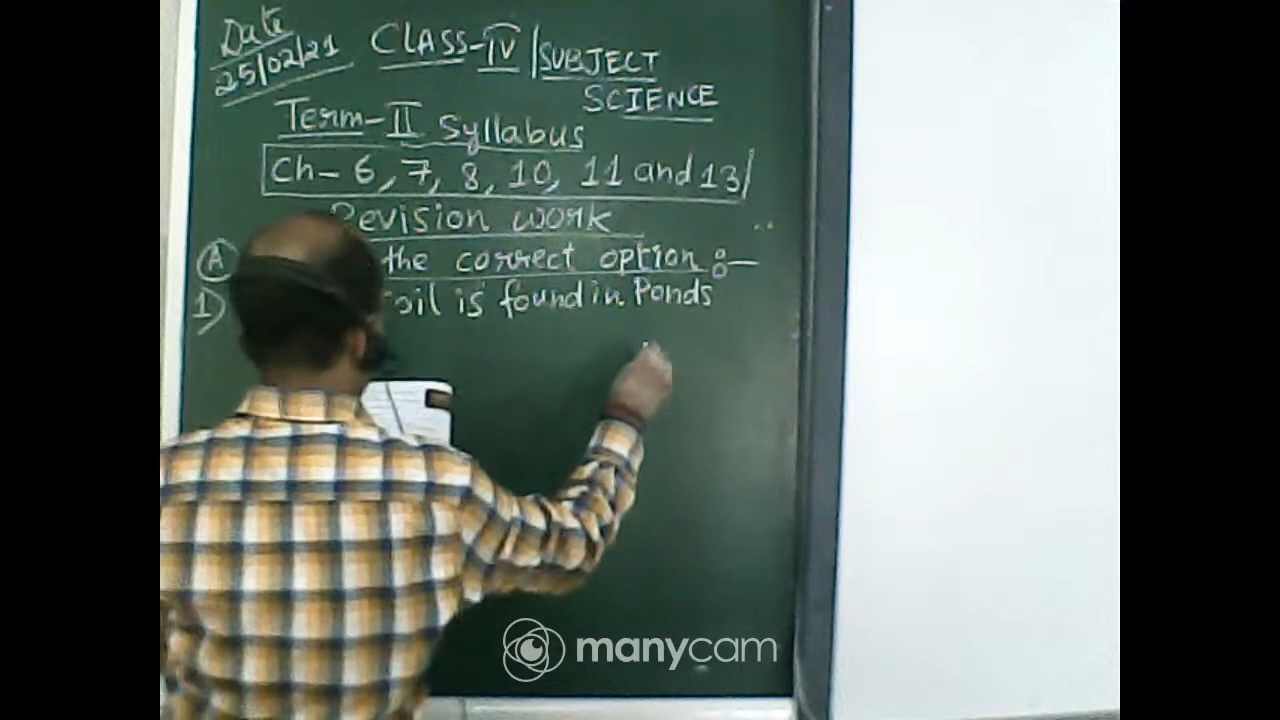 Date
25/02/21
CLASS-IV / SUBJECT
SCIENCE
Term-II Syllabus
Ch- 6, 7, 8, 10, 11 and 13/
Revision work
(A) the correct option :-
1) is found in Ponds
manycam